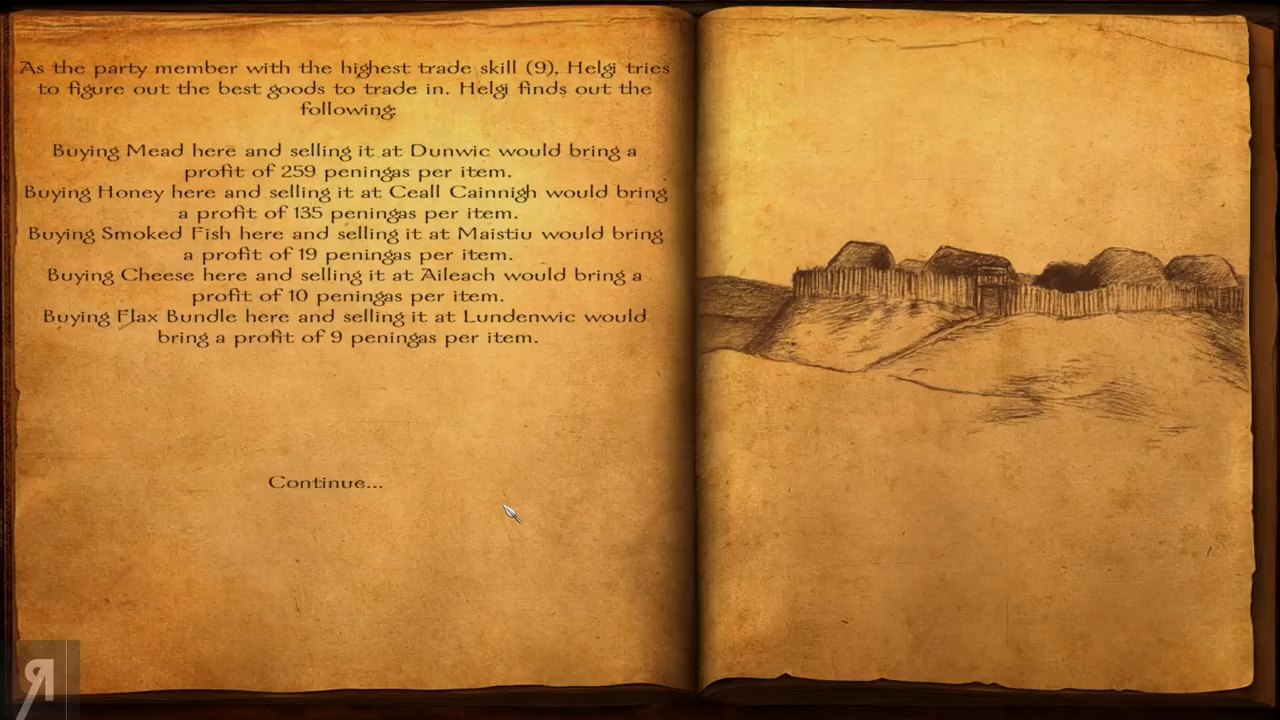 As the party member with the highest trade skill (9), Helgi tries
to figure out the best goods to trade in. Helgi finds out the
following:
Buying Mead here and selling it at Dunwic would bring a
profit of 259 peningas per item.
Buying Honey here and selling it at Ceall Cainnigh would bring
a profit of 135 peningas per item.
Buying Smoked Fish here and selling it at Maistiu would bring
a profit of 19 peningas per item.
Buying Cheese here and selling it at Aileach would bring a
profit of 10 peningas per item.
Buying Flax Bundle here and selling it at Lundenwic would
bring a profit of 9 peningas per item.
Continue...